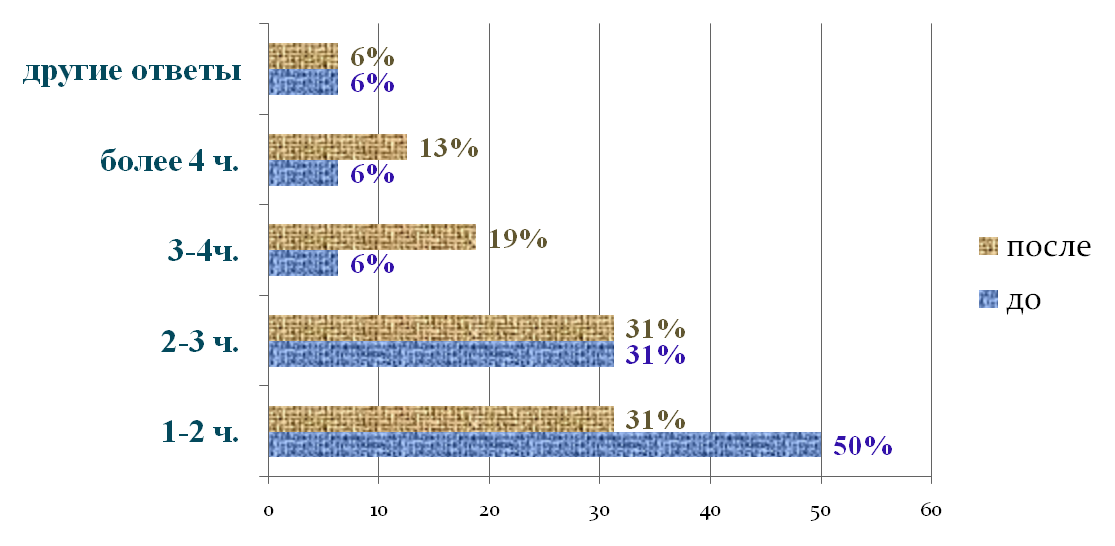 другие ответы
6%
6%
более 4 ч.
13%
6%
3-4ч.
19%
6%
2-3 ч.
31%
31%
1-2 ч.
31%
50%
0 10 20 30 40 50 60
после
до